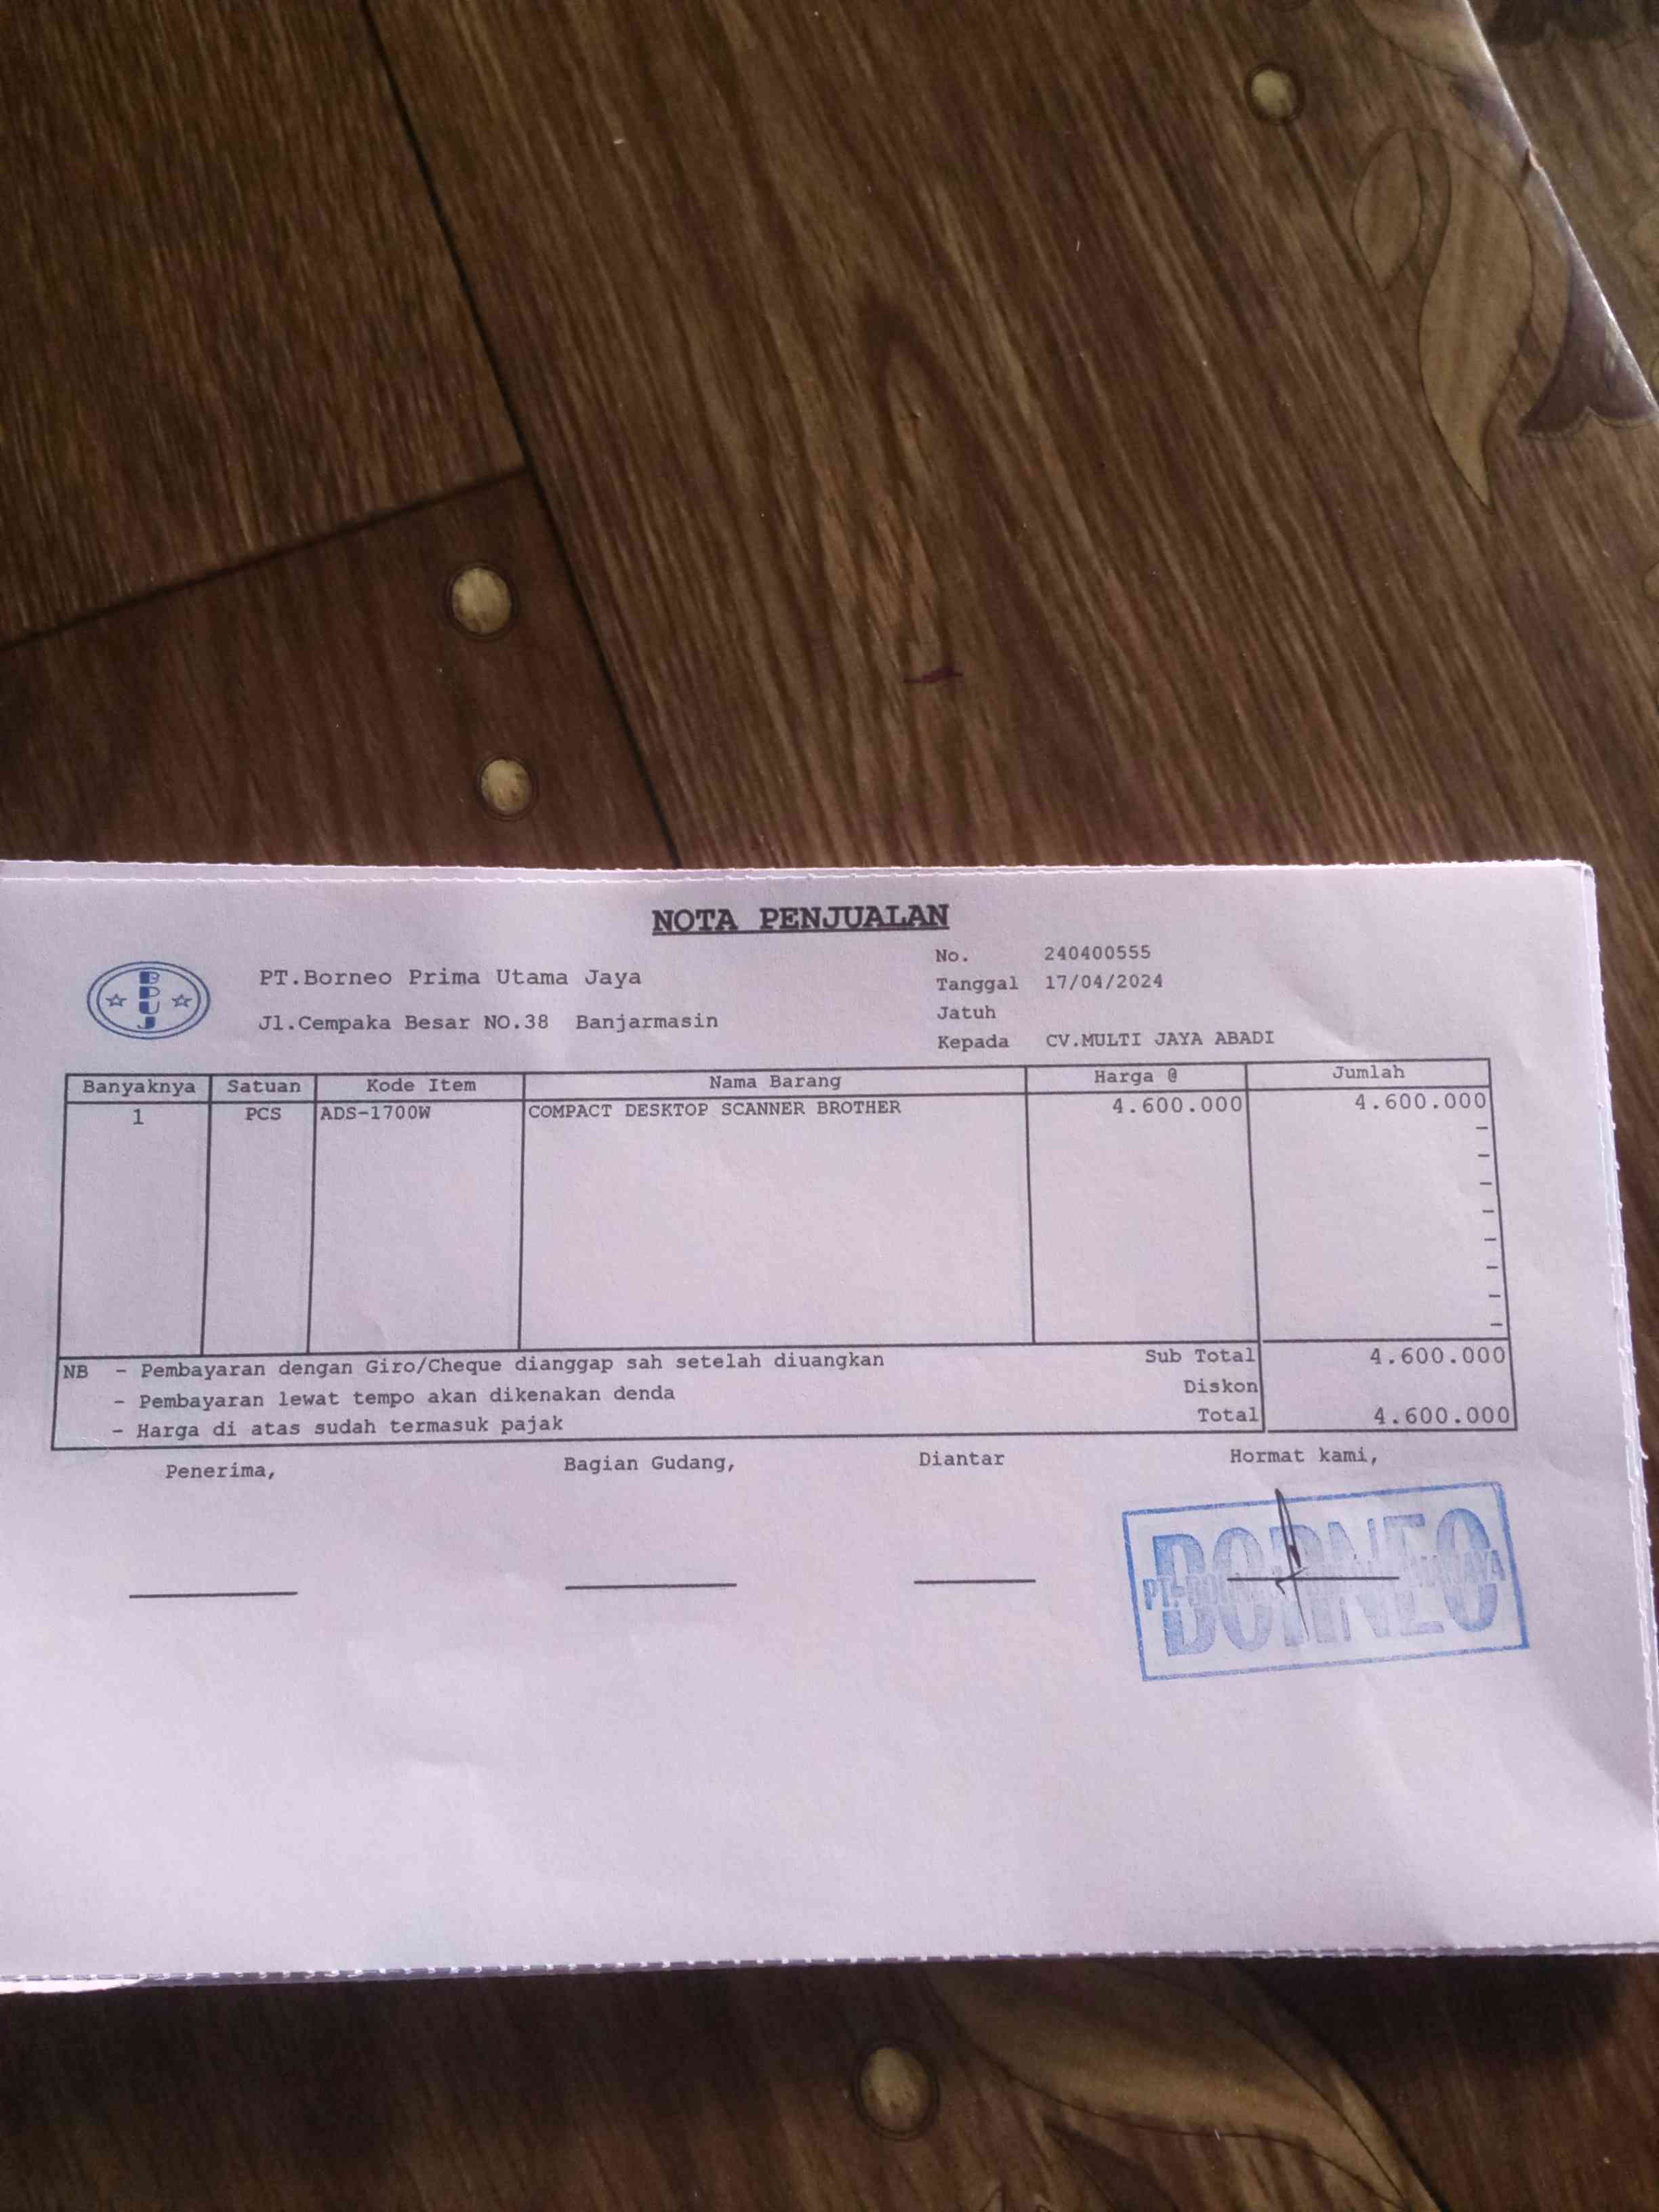 NOTA PENJUALAN
BPUJ
PT.Borneo Prima Utama Jaya
Jl.Cempaka Besar NO.38 Banjarmasin
No. 240400555
Tanggal 17/04/2024
Jatuh
Kepada CV.MULTI JAYA ABADI
Banyaknya Satuan Kode Item Nama Barang Harga @ Jumlah
1 PCS ADS-1700W COMPACT DESKTOP SCANNER BROTHER 4.600.000 4.600.000
-
-
-
-
-
-
-
-
NB - Pembayaran dengan Giro/Cheque dianggap sah setelah diuangkan Sub Total 4.600.000
- Pembayaran lewat tempo akan dikenakan denda Diskon
- Harga di atas sudah termasuk pajak Total 4.600.000
Penerima, Bagian Gudang, Diantar Hormat kami,
BORNEO
PT.